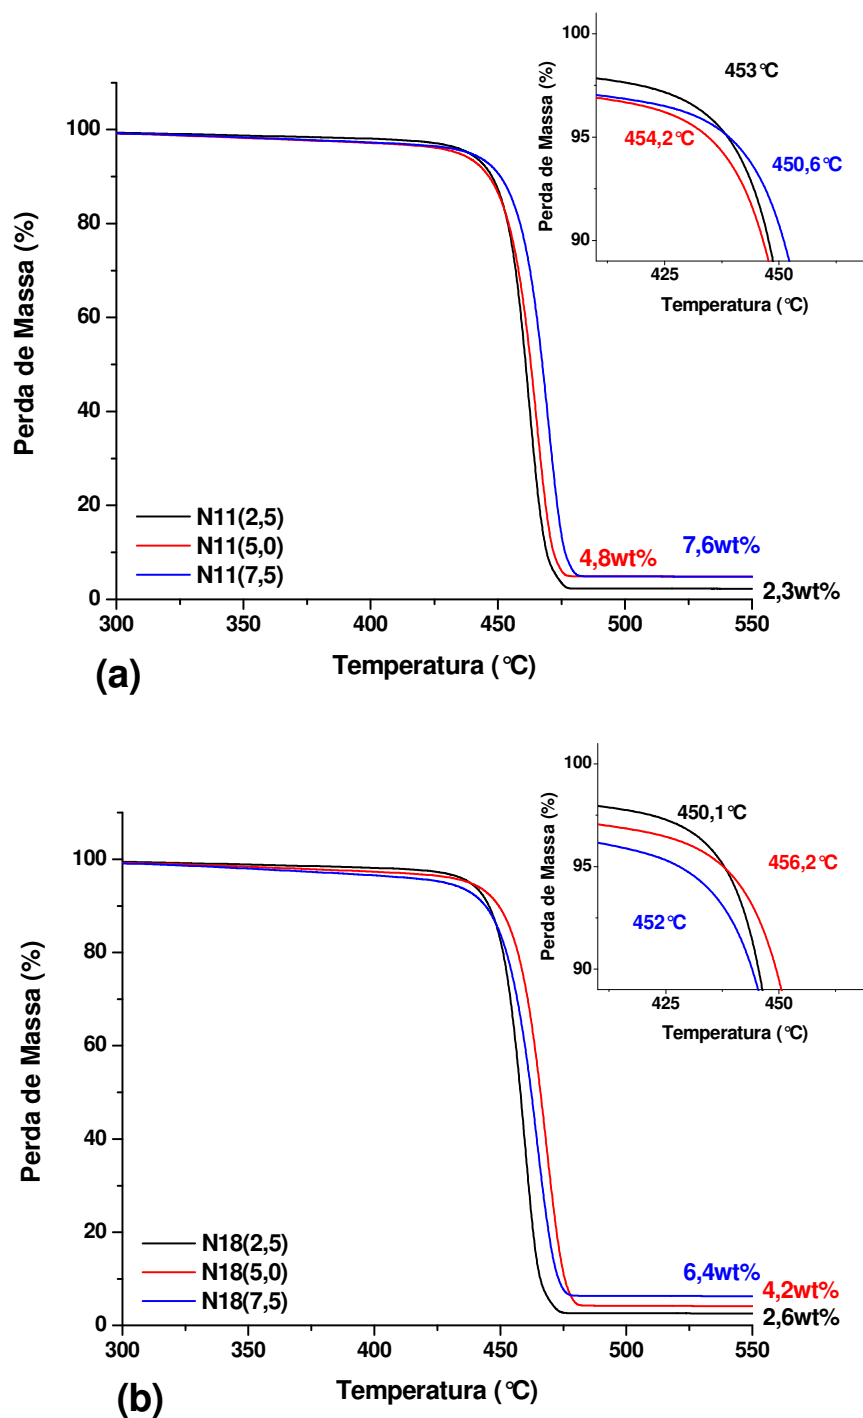 100
95
90
425
450
Perda de Massa (%)
Temperatura (°C)
453°C
454,2°C
450,6°C
100
80
60
40
20
0
Perda de Massa (%)
N11(2,5)
N11(5,0)
N11(7,5)
4,8wt%
7,6wt%
2,3wt%
300
350
400
450
500
550
Temperatura (°C)
(a)
100
95
90
425
450
Perda de Massa (%)
Temperatura (°C)
450,1°C
456,2°C
452°C
100
80
60
40
20
0
Perda de Massa (%)
N18(2,5)
N18(5,0)
N18(7,5)
6,4wt%
4,2wt%
2,6wt%
300
350
400
450
500
550
Temperatura (°C)
(b)